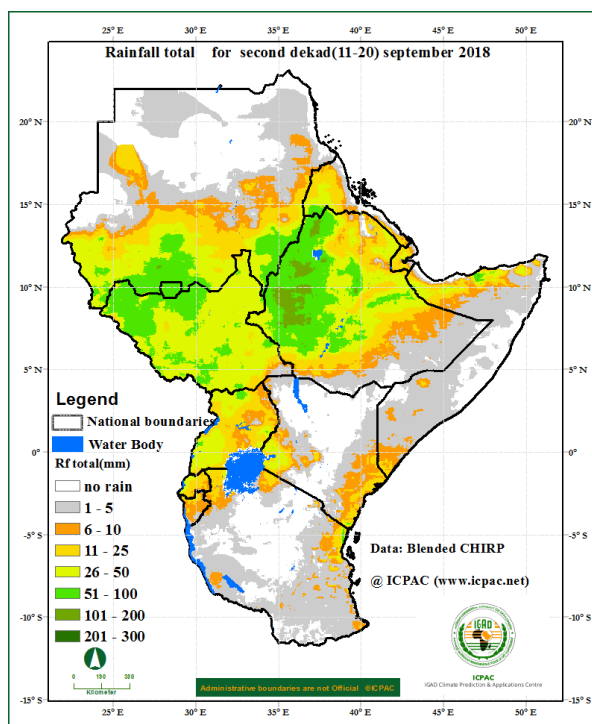 Rainfall total for second dekad(11-20) september 2018
25° E 30° E 35° E 40° E 45° E 50° E
20° N 20° N
15° N 15° N
10° N 10° N
5° N 5° N
0° 0°
-5° S -5° S
-10° S -10° S
-15° S -15° S
25° E 30° E 35° E 40° E 45° E 50° E
Legend
National boundaries
Water Body
Rf total(mm)
no rain
1 - 5
6 - 10
11 - 25
26 - 50
51 - 100
101 - 200
201 - 300
0 190 380
Kilometer
Data: Blended CHIRP
@ ICPAC (www.icpac.net)
IGAD
ICPAC
IGAD Climate Prediction & Applications Centre
Administrative boundaries are not Official ©ICPAC